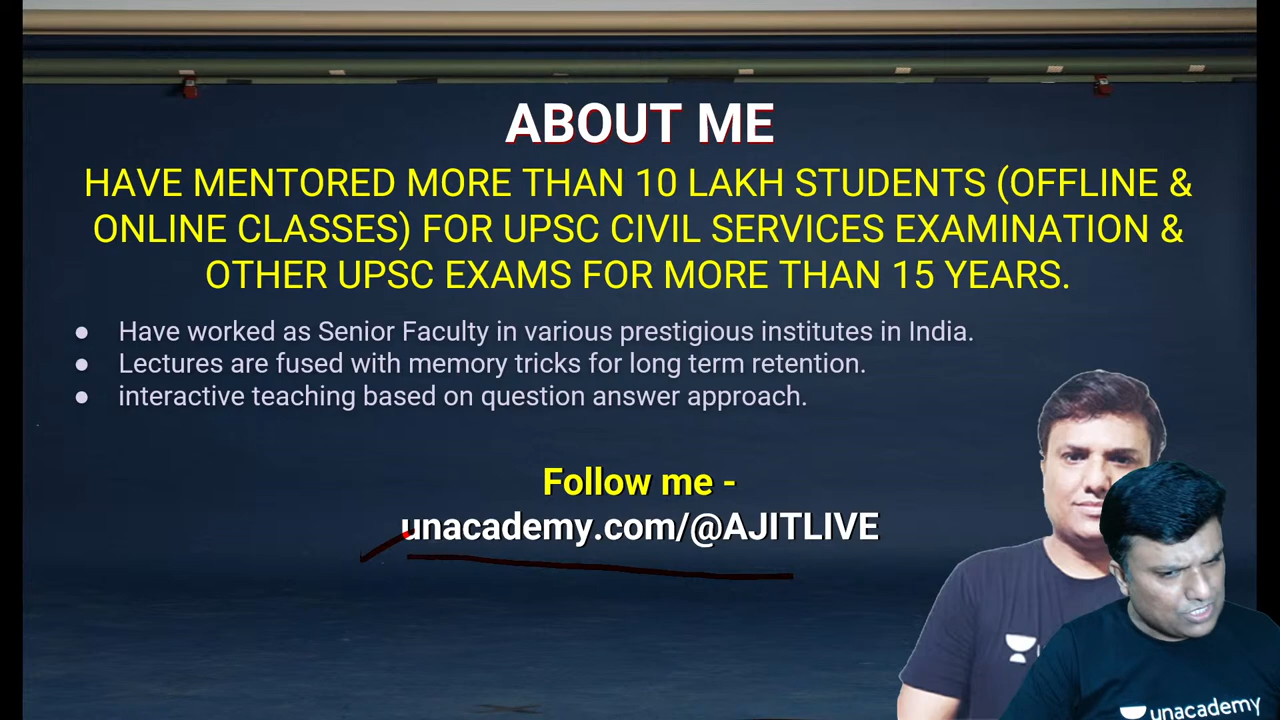 ABOUT ME
HAVE MENTORED MORE THAN 10 LAKH STUDENTS (OFFLINE &
ONLINE CLASSES) FOR UPSC CIVIL SERVICES EXAMINATION &
OTHER UPSC EXAMS FOR MORE THAN 15 YEARS.
● Have worked as Senior Faculty in various prestigious institutes in India.
● Lectures are fused with memory tricks for long term retention.
● interactive teaching based on question answer approach.
Follow me -
unacademy.com/@AJITLIVE
unacademy